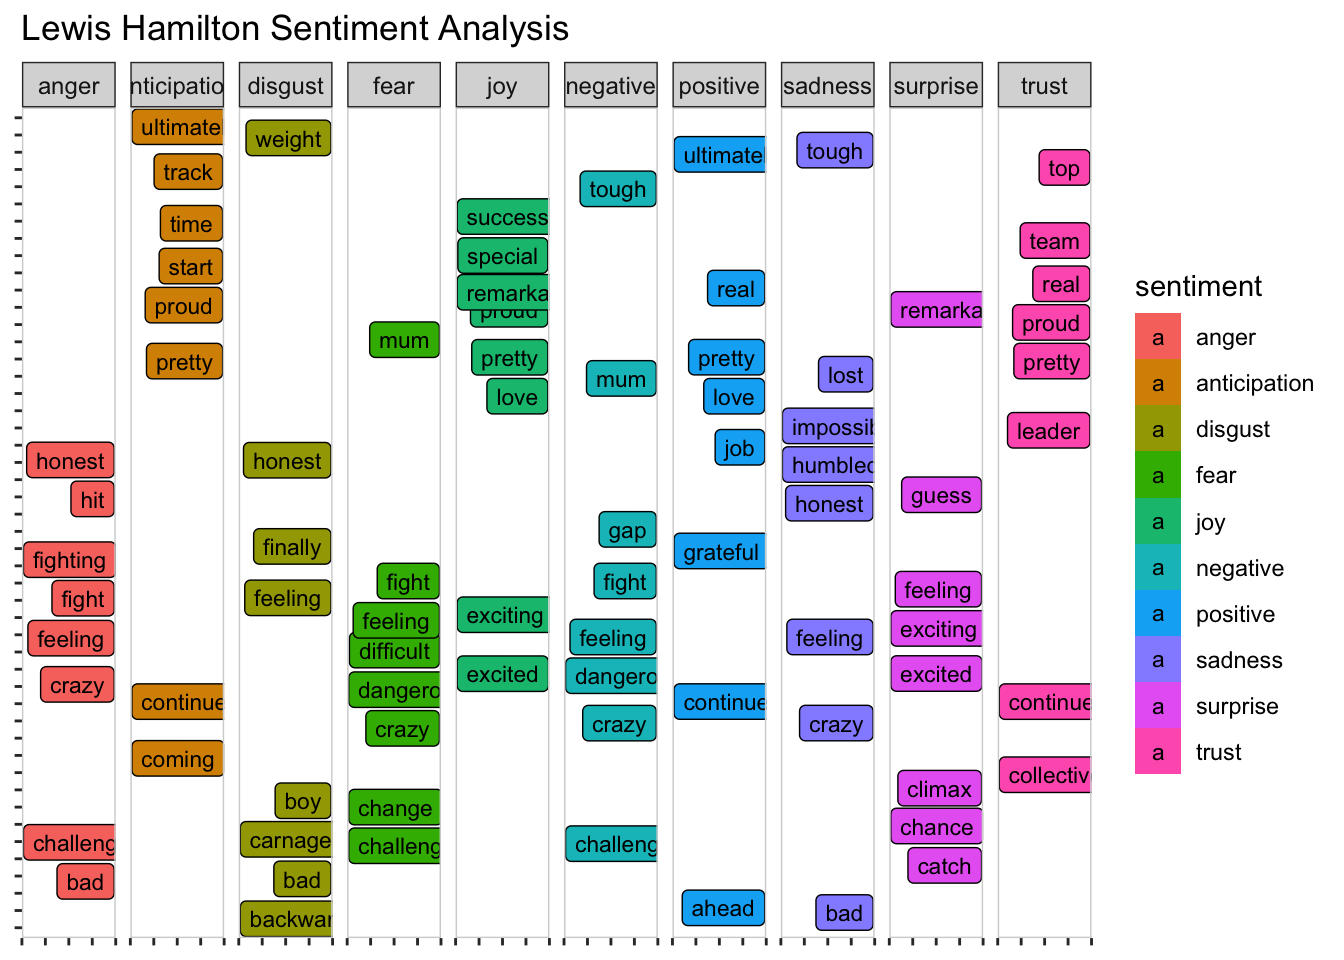 Lewis Hamilton Sentiment Analysis
anger
nticipatio
disgust
fear
joy
negative
positive
sadness
surprise
trust
honest
hit
fighting
fight
feeling
crazy
challeng
bad
ultimate
track
time
start
proud
pretty
continue
coming
weight
honest
finally
feeling
boy
carnage
bad
backwar
mum
fight
feeling
difficult
dangero
crazy
change
challeng
success
special
remarka
proud
pretty
love
exciting
excited
tough
mum
gap
fight
feeling
dangero
crazy
challeng
ultimate
real
pretty
love
job
grateful
continue
ahead
tough
lost
impossib
humbled
honest
feeling
crazy
bad
remarka
guess
feeling
exciting
excited
climax
chance
catch
top
team
real
proud
pretty
leader
continue
collectiv
sentiment
a anger
a anticipation
a disgust
a fear
a joy
a negative
a positive
a sadness
a surprise
a trust